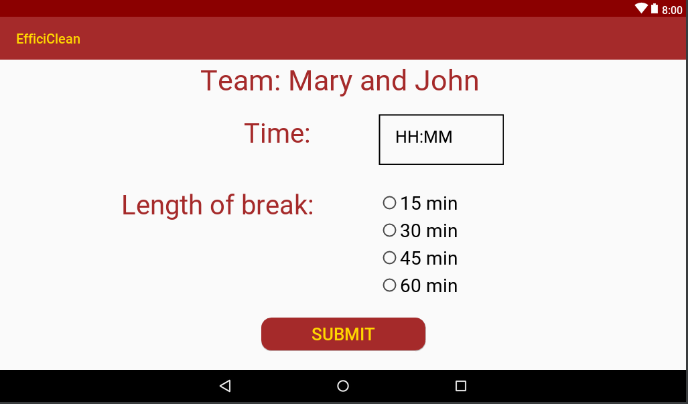 8:00
EfficiClean
Team: Mary and John
Time:
HH:MM
Length of break:
15 min
30 min
45 min
60 min
SUBMIT